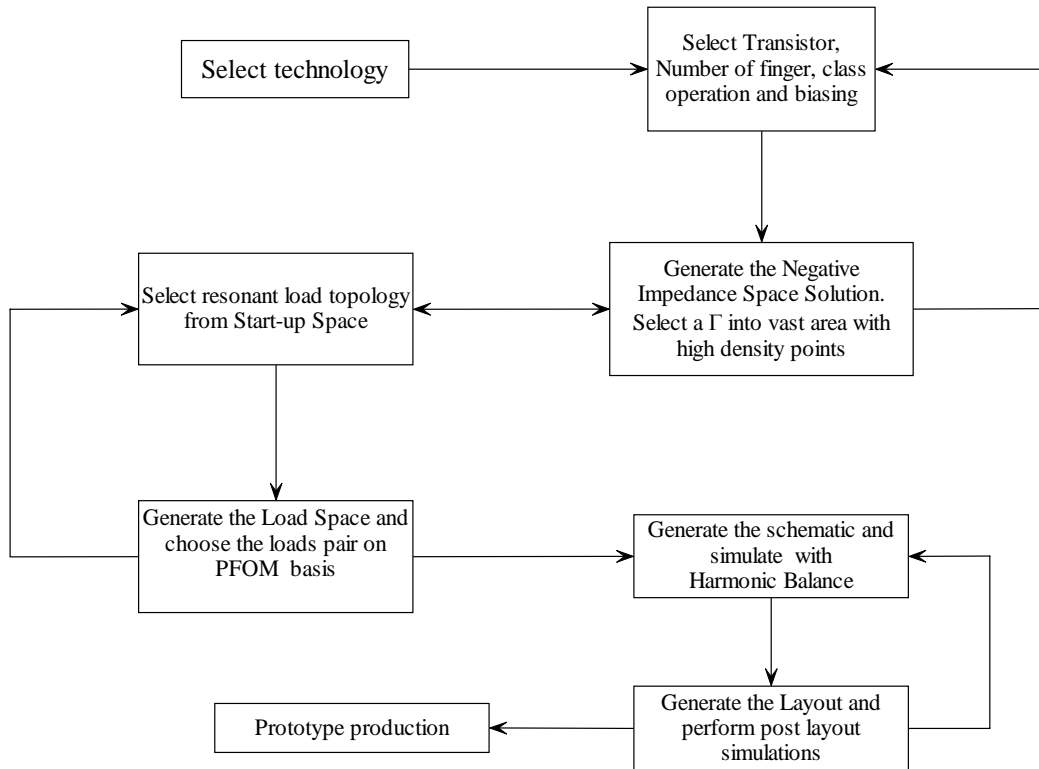 Select technology
Select Transistor,
Number of finger, class
operation and biasing
Select resonant load topology
from Start-up Space
Generate the Negative
Impedance Space Solution.
Select a Γ into vast area with
high density points
Generate the Load Space and
choose the loads pair on
PFOM basis
Generate the schematic and
simulate with
Harmonic Balance
Prototype production
Generate the Layout and
perform post layout
simulations